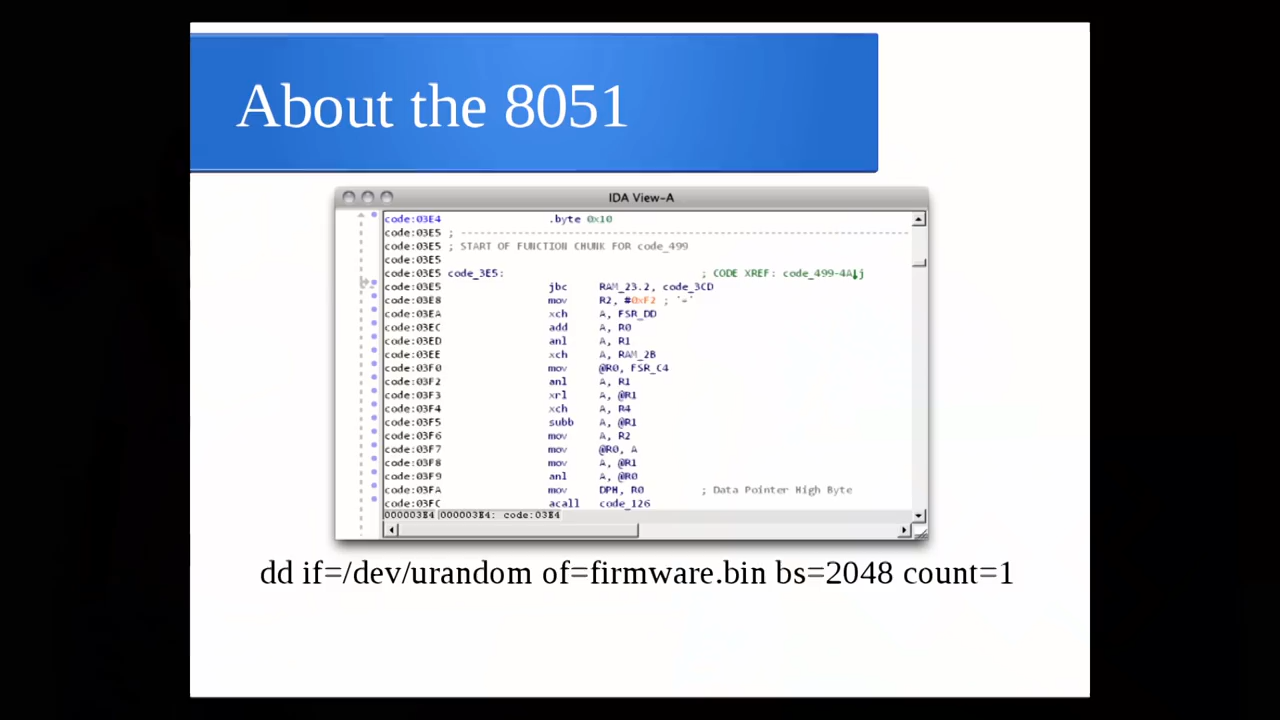 About the 8051
IDA View-A
code:03E4 .byte 0x10
code:03E5 ; ---------------------------------------------------------------------------
code:03E5 ; START OF FUNCTION CHUNK FOR code_499
code:03E5
code:03E5 code_3E5: ; CODE XREF: code_499-4A↓j
code:03E5 jbc RAM_23.2, code_3CD
code:03E8 mov R2, #0xF2 ;
code:03EA xch A, FSR_DD
code:03EC add A, R0
code:03ED anl A, R1
code:03EE xch A, RAM_2B
code:03F0 mov @R0, FSR_C4
code:03F2 anl A, R1
code:03F3 xrl A, @R1
code:03F4 xch A, R4
code:03F5 subb A, @R1
code:03F6 mov A, R2
code:03F7 mov @R0, A
code:03F8 mov A, @R1
code:03F9 anl A, @R0
code:03FA mov DPH, R0 ; Data Pointer High Byte
code:03FC acall code_126
000003E4 000003E4: code:03E4
dd if=/dev/urandom of=firmware.bin bs=2048 count=1